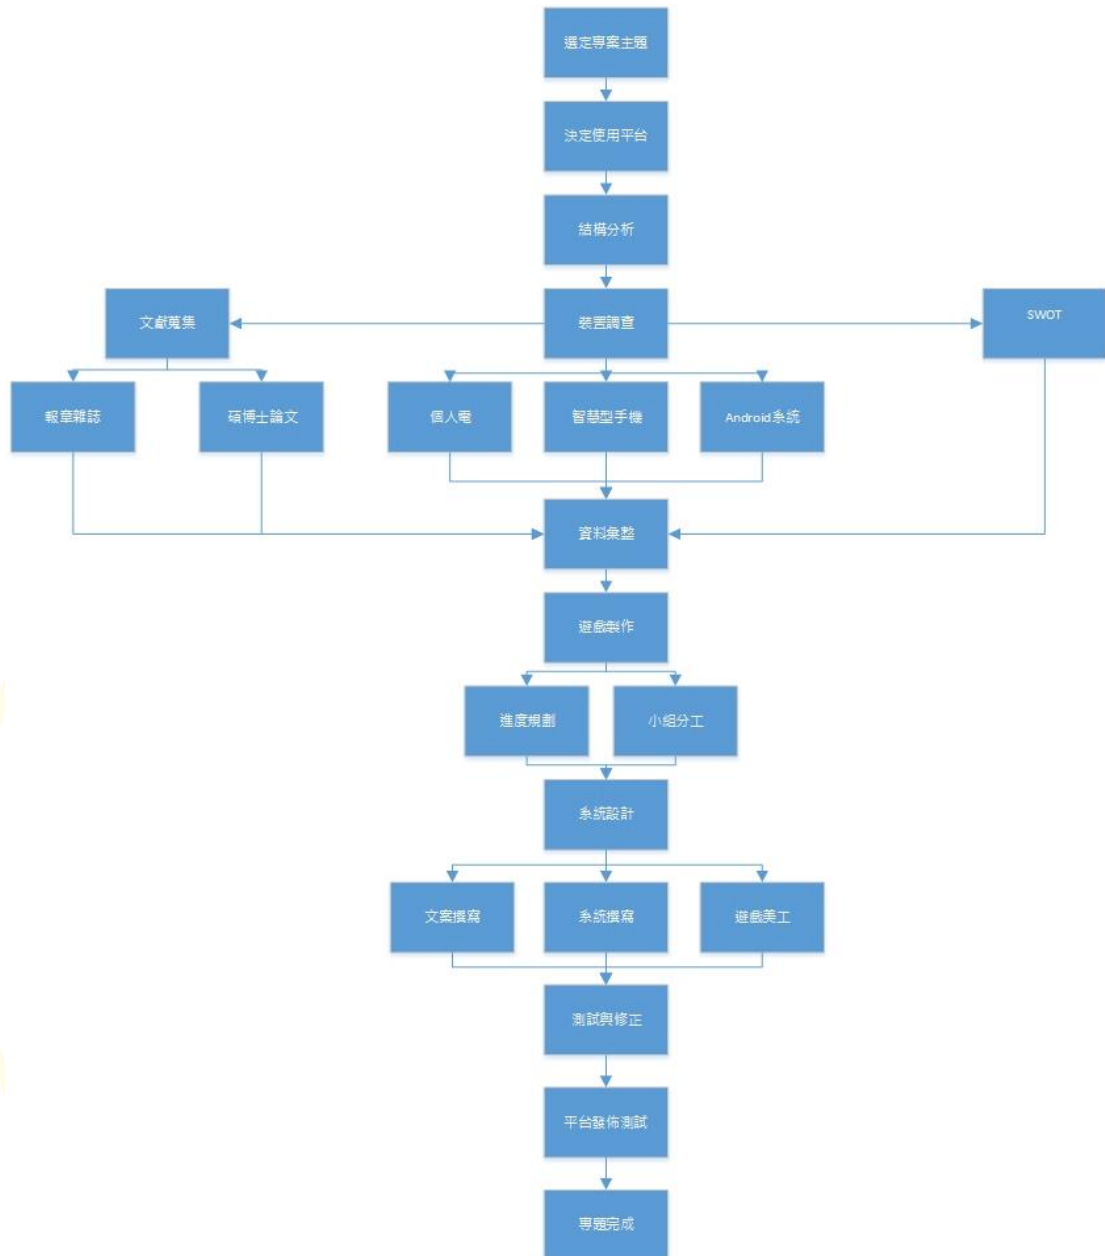 選定專案主題
決定使用平台
結構分析
文獻蒐集
裝置調查
SWOT
報章雜誌
碩博士論文
個人電
智慧型手機
Android系統
資料彙整
遊戲製作
進度規劃
小組分工
系統設計
文案撰寫
系統撰寫
遊戲美工
測試與修正
平台發佈測試
專題完成